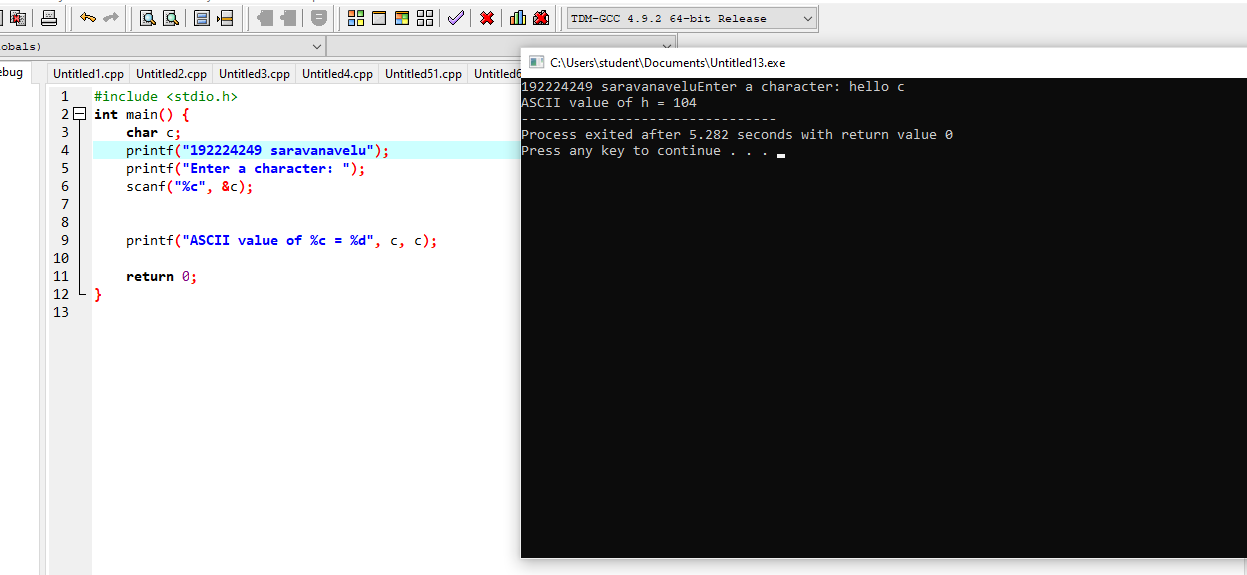 TDM-GCC 4.9.2 64-bit Release
obals)
ebug
Untitled1.cpp Untitled2.cpp Untitled3.cpp Untitled4.cpp Untitled51.cpp Untitled6
1 #include <stdio.h>
2 int main() {
3 char c;
4 printf("192224249 saravanavelu");
5 printf("Enter a character: ");
6 scanf("%c", &c);
7
8
9 printf("ASCII value of %c = %d", c, c);
10
11 return 0;
12 }
13
C:\Users\student\Documents\Untitled13.exe
192224249 saravanaveluEnter a character: hello c
ASCII value of h = 104
--------------------------------
Process exited after 5.282 seconds with return value 0
Press any key to continue . . .